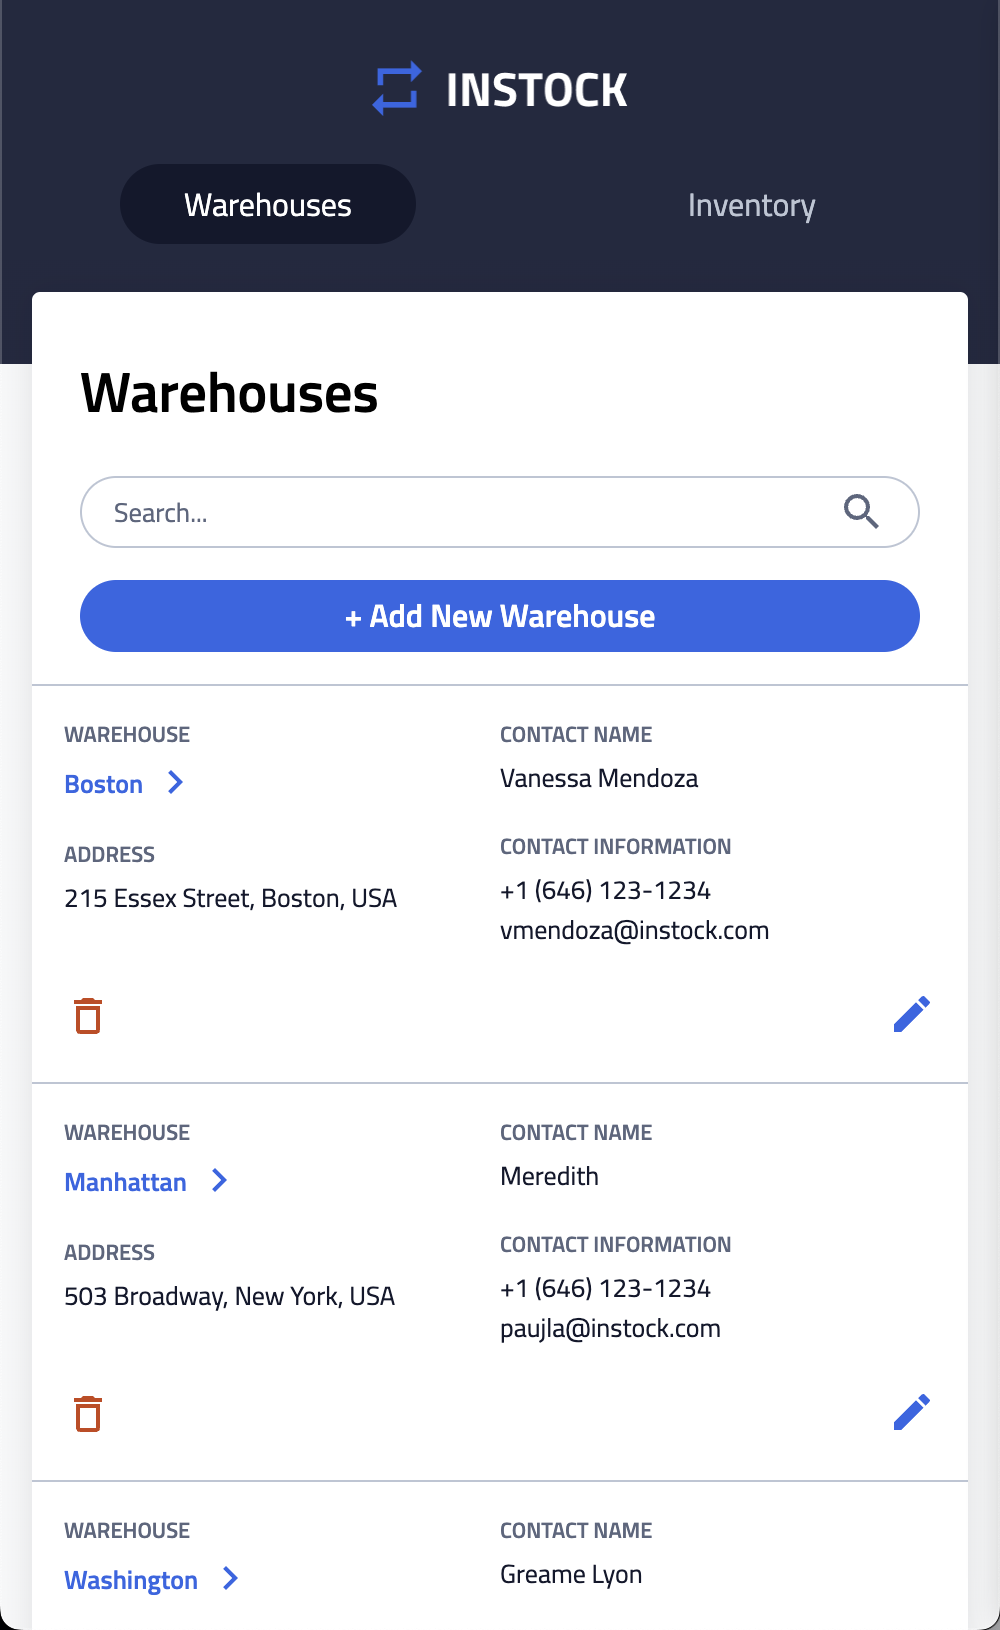 INSTOCK
Warehouses
Inventory
Warehouses
Search...
+ Add New Warehouse
WAREHOUSE
Boston
ADDRESS
215 Essex Street, Boston, USA
CONTACT NAME
Vanessa Mendoza
CONTACT INFORMATION
+1 (646) 123-1234
vmendoza@instock.com
WAREHOUSE
Manhattan
ADDRESS
503 Broadway, New York, USA
CONTACT NAME
Meredith
CONTACT INFORMATION
+1 (646) 123-1234
paujla@instock.com
WAREHOUSE
Washington
CONTACT NAME
Greame Lyon